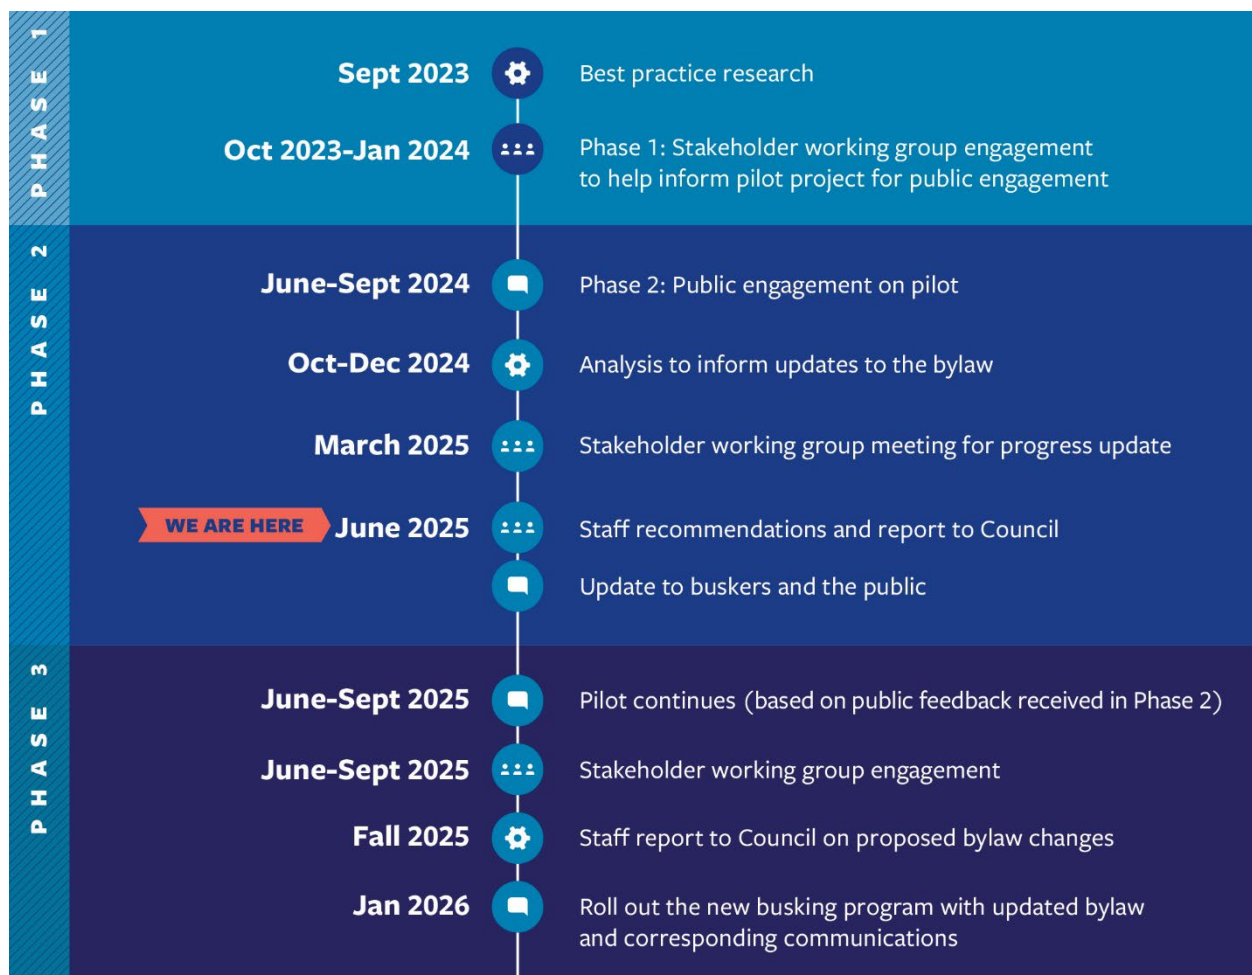 PHASE 1
Sept 2023
Best practice research
Oct 2023-Jan 2024
Phase 1: Stakeholder working group engagement
to help inform pilot project for public engagement
PHASE 2
June-Sept 2024
Phase 2: Public engagement on pilot
Oct-Dec 2024
Analysis to inform updates to the bylaw
March 2025
Stakeholder working group meeting for progress update
WE ARE HERE
June 2025
Staff recommendations and report to Council
Update to buskers and the public
PHASE 3
June-Sept 2025
Pilot continues (based on public feedback received in Phase 2)
June-Sept 2025
Stakeholder working group engagement
Fall 2025
Staff report to Council on proposed bylaw changes
Jan 2026
Roll out the new busking program with updated bylaw
and corresponding communications